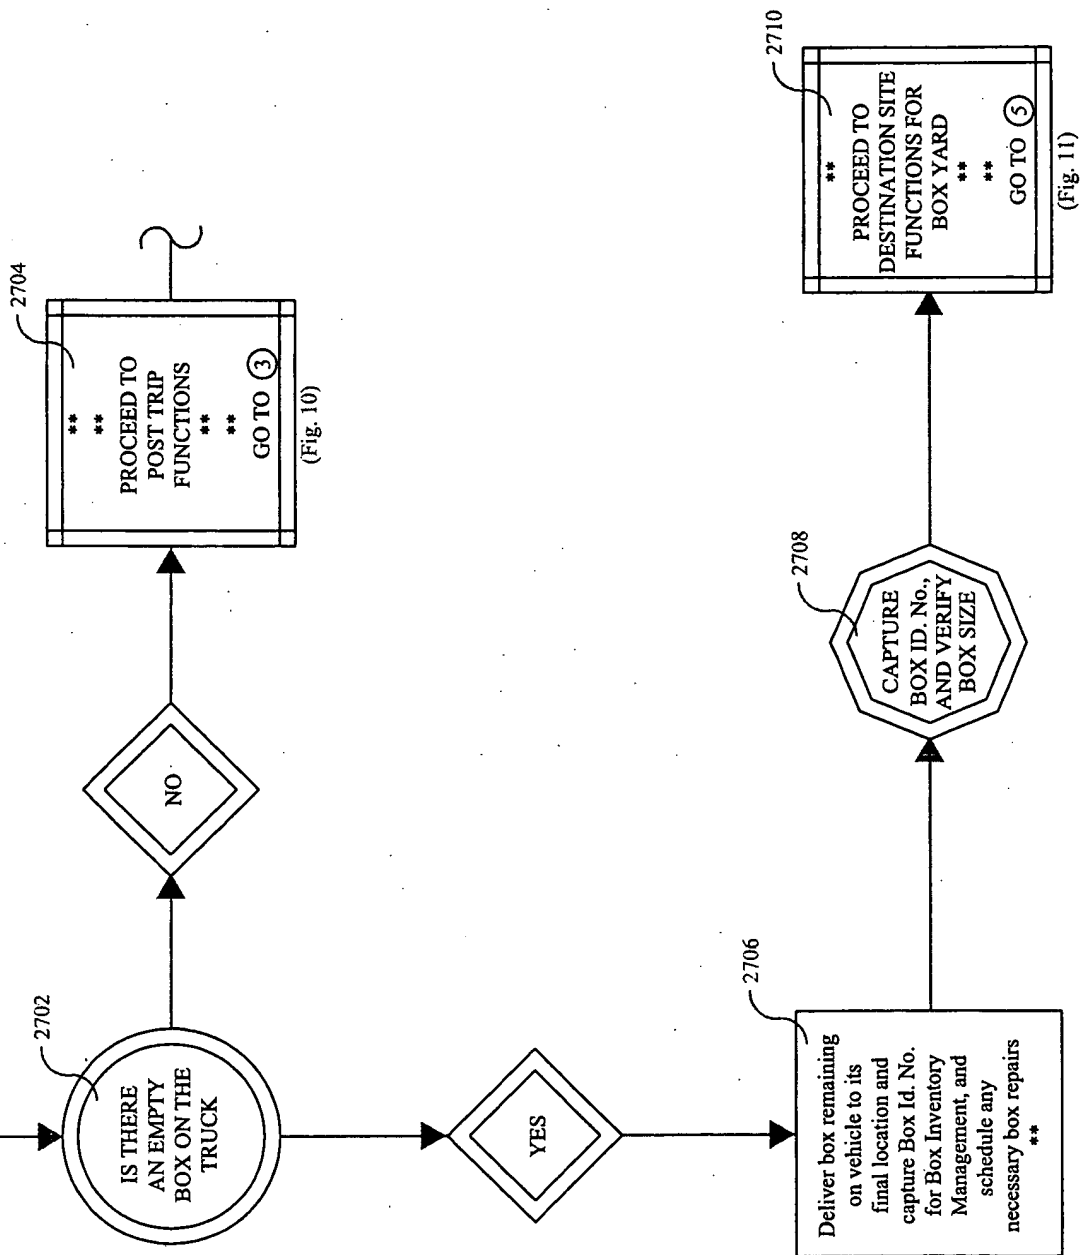 2702
IS THERE
AN EMPTY
BOX ON THE
TRUCK
NO
2704
**
**
PROCEED TO
POST TRIP
FUNCTIONS
**
**
GO TO 3
(Fig. 10)
YES
2706
Deliver box remaining
on vehicle to its
final location and
capture Box Id. No.
for Box Inventory
Management, and
schedule any
necessary box repairs
**
2708
CAPTURE
BOX ID. No.,
AND VERIFY
BOX SIZE
2710
**
PROCEED TO
DESTINATION SITE
FUNCTIONS FOR
BOX YARD
**
**
GO TO 5
(Fig. 11)